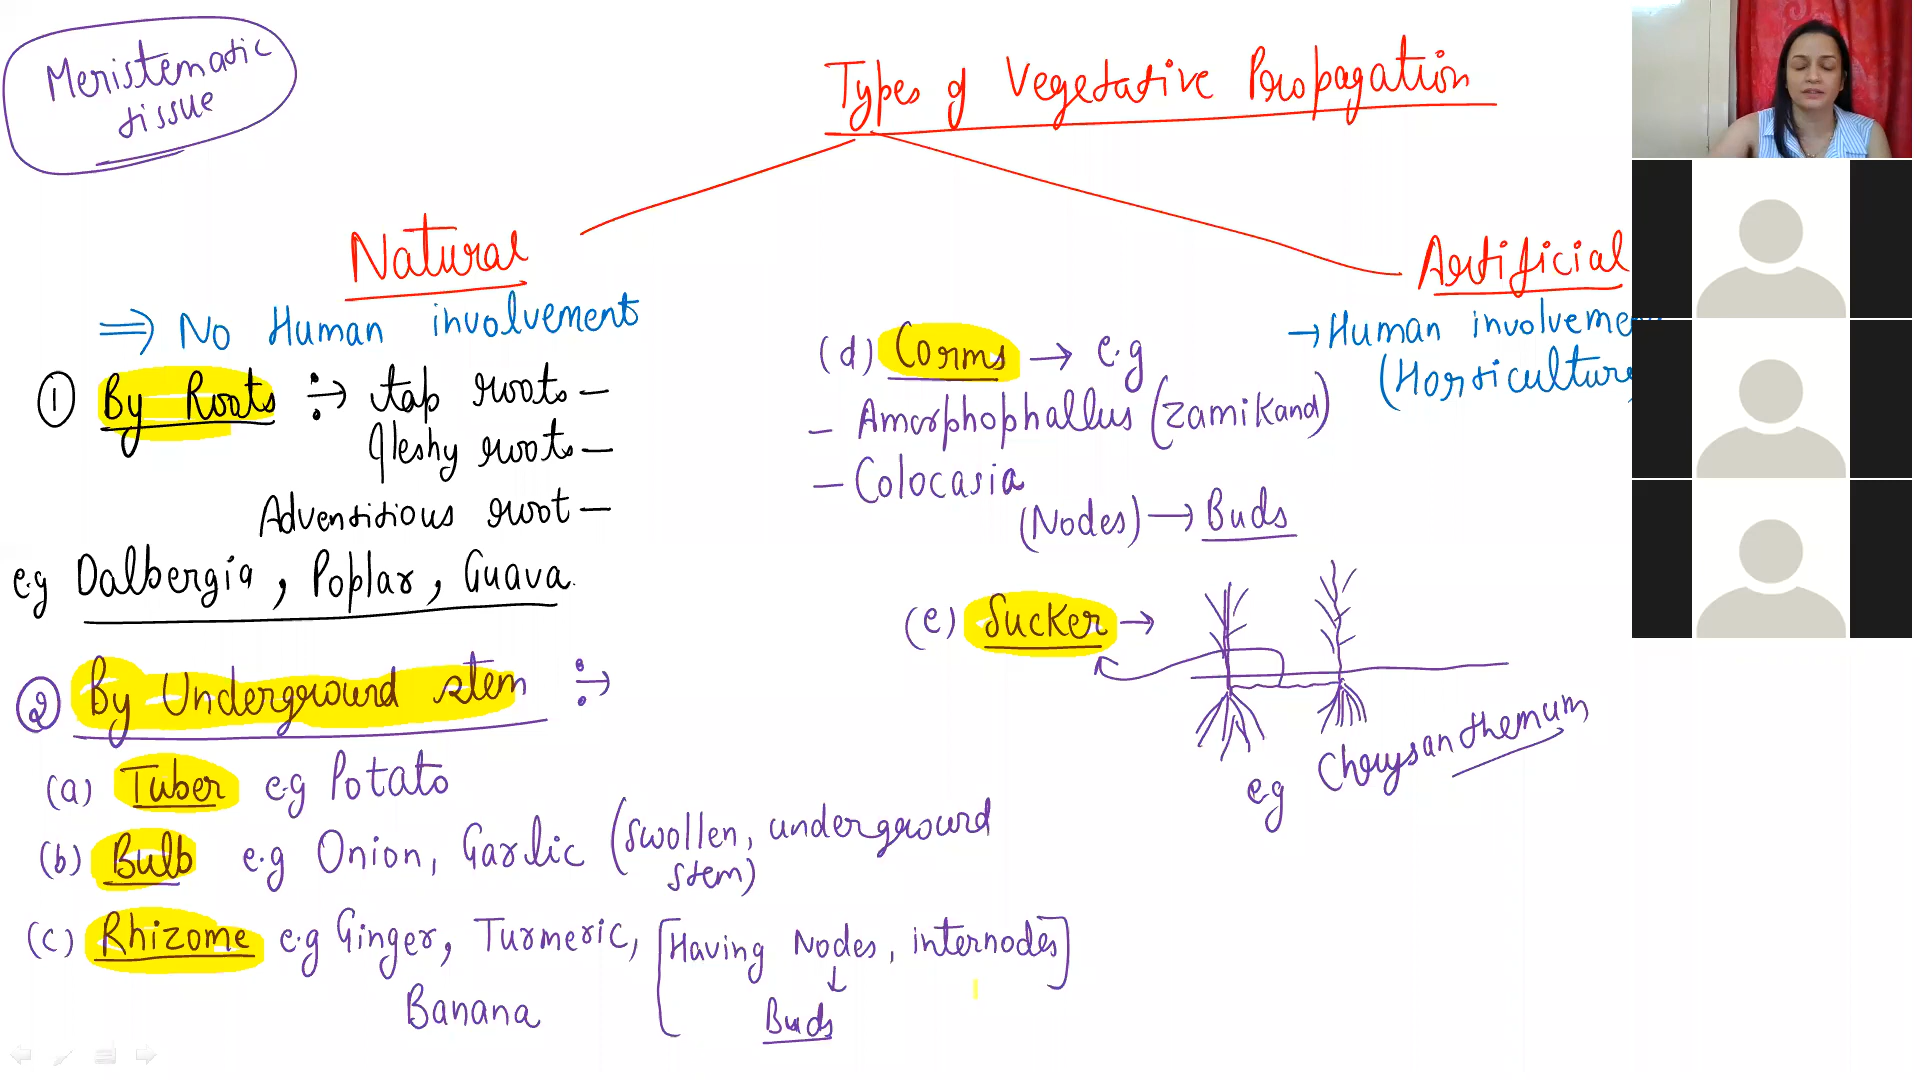 Meristematic
tissue
Types of Vegetative Propagation
Natural
⇒ No Human involvement
① By Roots :→ tap roots –
fleshy roots –
Adventitious root –
e.g Dalbergia, Poplar, Guava.
② By Underground stem :→
(a) Tuber e.g Potato
(b) Bulb e.g Onion, Garlic (swollen, underground
stem)
(c) Rhizome e.g Ginger, Turmeric, [Having Nodes, internodes]
↓
Banana
Buds
(d) Corms → e.g
– Amorphophallus (Zamikand)
– Colocasia
(Nodes) → Buds
(e) Sucker →
e.g Chrysanthemum
Artificial
→ Human involveme
(Horticulture